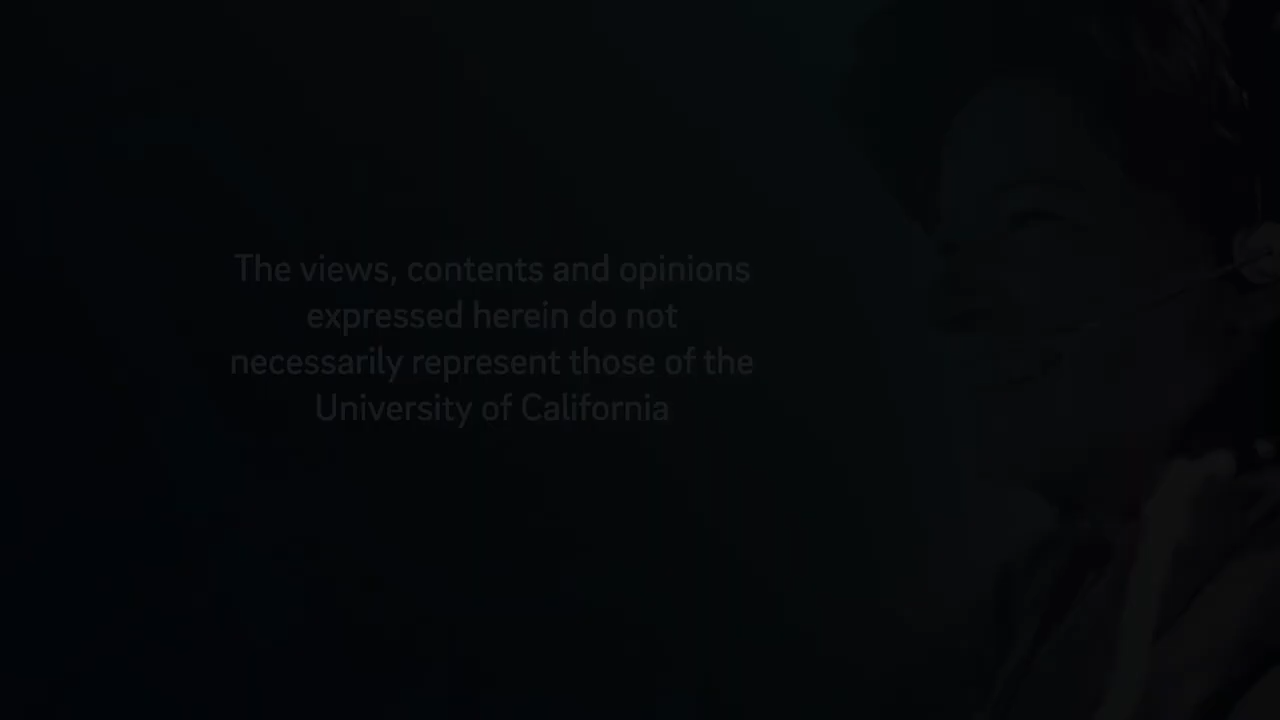 The views, contents and opinions
expressed herein do not
necessarily represent those of the
University of California